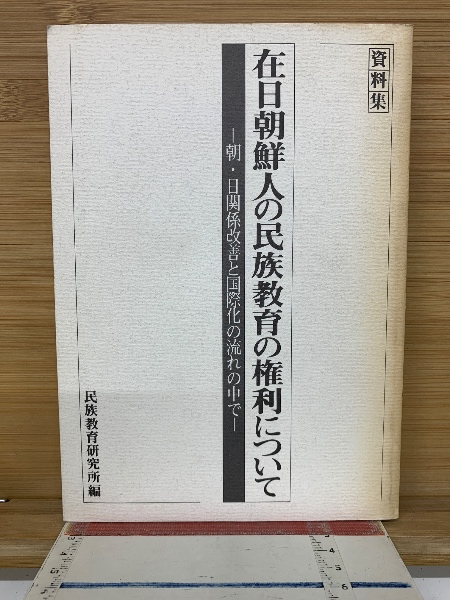 資料集
在日朝鮮人の民族教育の権利について
―朝・日関係改善と国際化の流れの中で―
民族教育研究所編